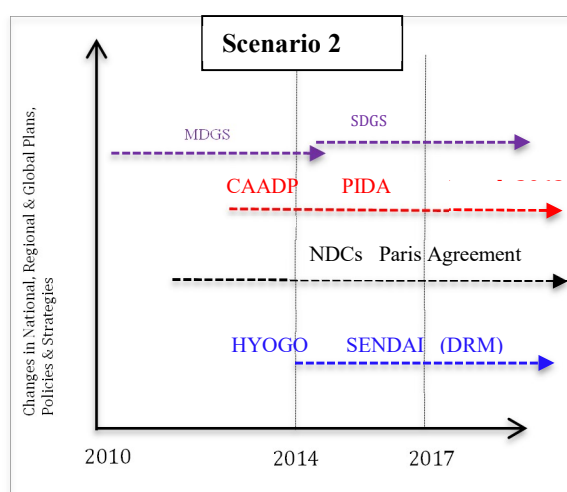 Scenario 2
MDGS
SDGS
CAADP PIDA
NDCs Paris Agreement
HYOGO SENDAI (DRM)
Changes in National, Regional & Global Plans,
Policies & Strategies
2010 2014 2017